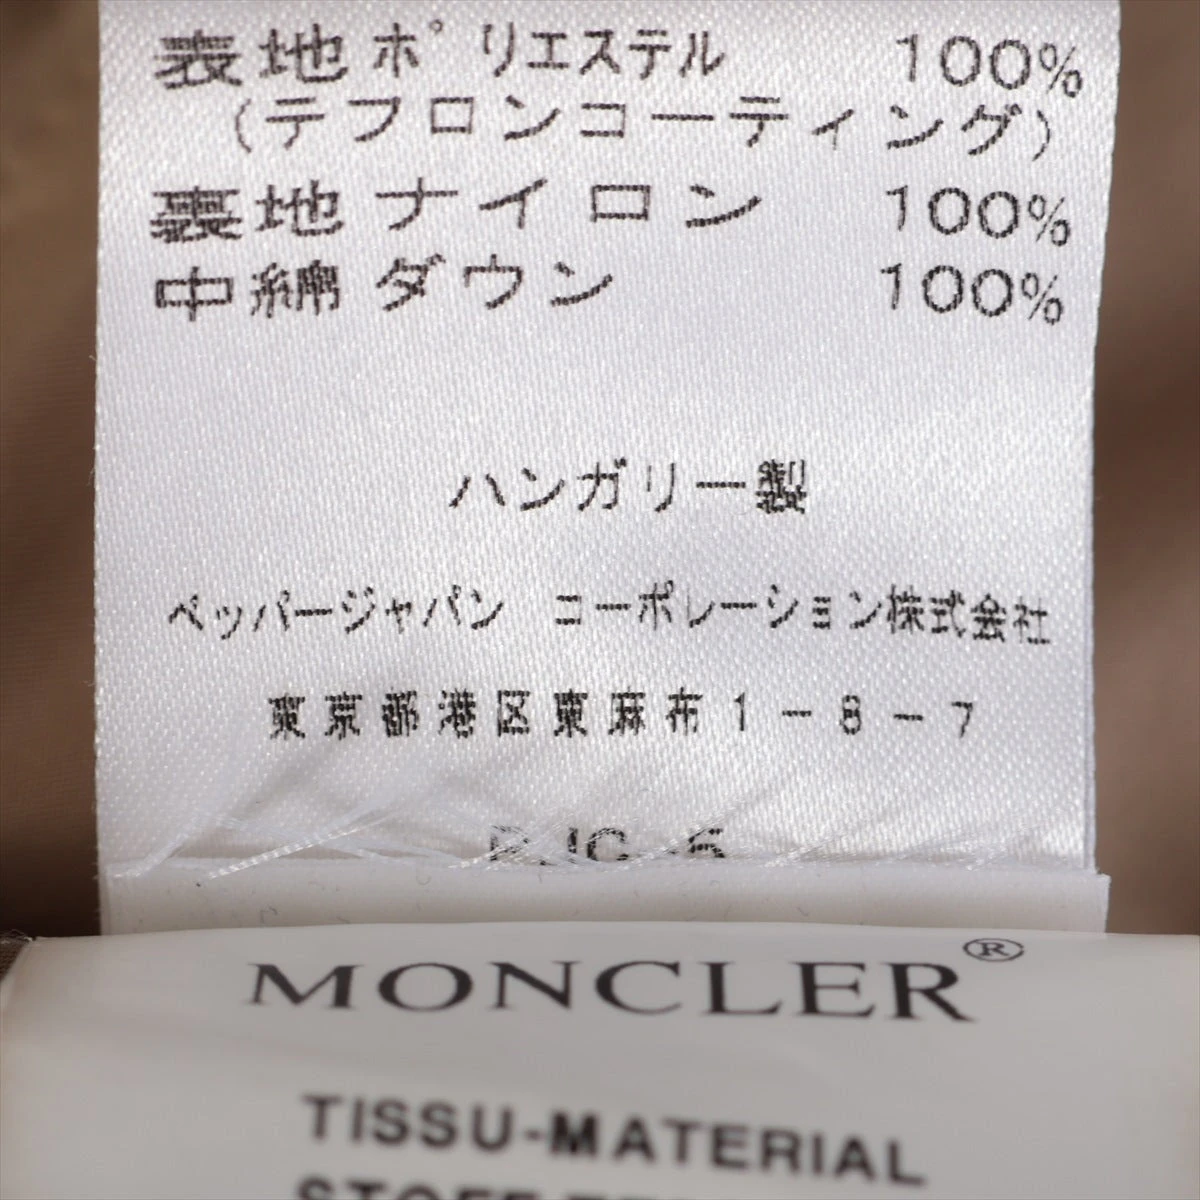 表地 ポリエステル 100%
(テフロンコーティング)
裏地 ナイロン 100%
中綿 ダウン 100%
ハンガリー製
ペッパージャパン コーポレーション株式会社
東京都港区東麻布1-8-7
PJC-5
MONCLER®
TISSU-MATERIAL